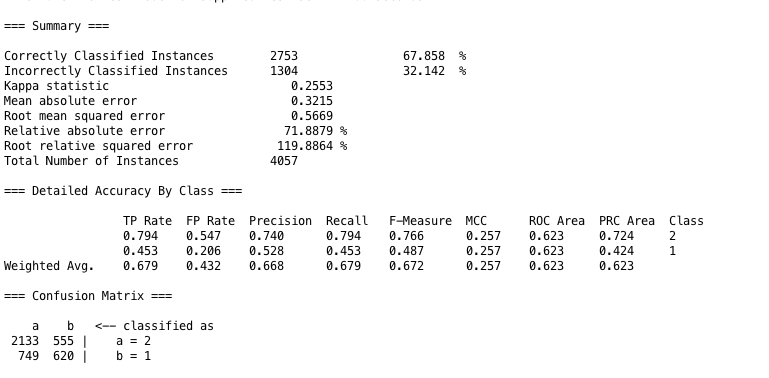 === Summary ===
Correctly Classified Instances 2753 67.858 %
Incorrectly Classified Instances 1304 32.142 %
Kappa statistic 0.2553
Mean absolute error 0.3215
Root mean squared error 0.5669
Relative absolute error 71.8879 %
Root relative squared error 119.8864 %
Total Number of Instances 4057
=== Detailed Accuracy By Class ===
TP Rate FP Rate Precision Recall F-Measure MCC ROC Area PRC Area Class
0.794 0.547 0.740 0.794 0.766 0.257 0.623 0.724 2
0.453 0.206 0.528 0.453 0.487 0.257 0.623 0.424 1
Weighted Avg. 0.679 0.432 0.668 0.679 0.672 0.257 0.623 0.623
=== Confusion Matrix ===
a b <-- classified as
2133 555 | a = 2
749 620 | b = 1